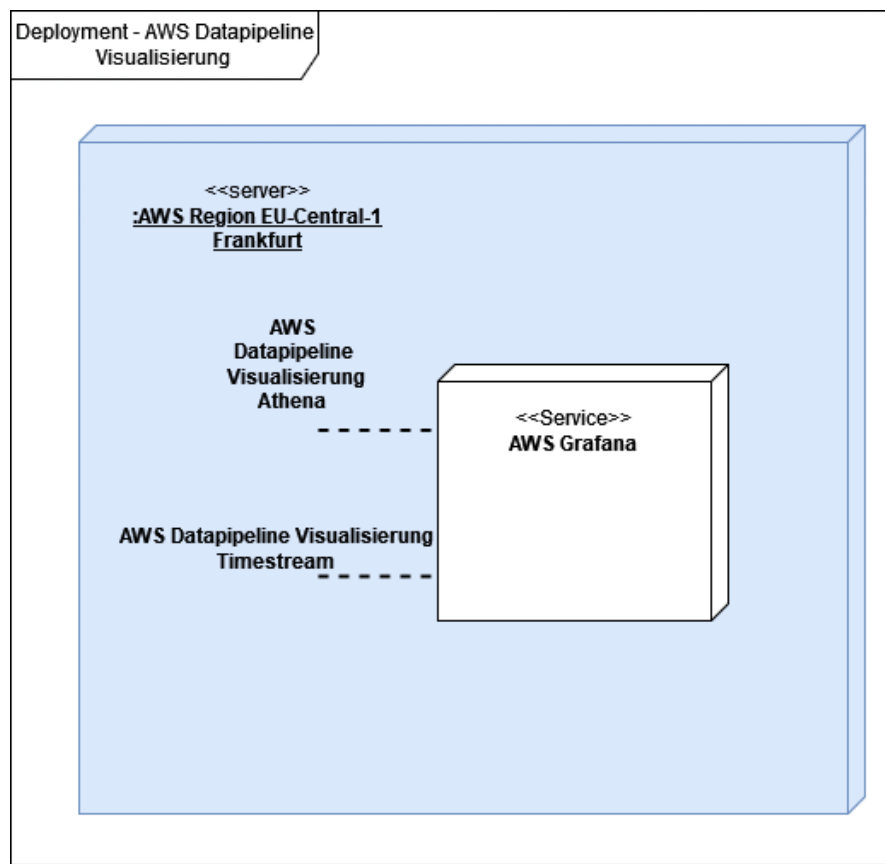 Deployment - AWS Datapipeline
Visualisierung
<<server>>
:AWS Region EU-Central-1
Frankfurt
AWS
Datapipeline
Visualisierung
Athena
<<Service>>
AWS Grafana
AWS Datapipeline Visualisierung
Timestream